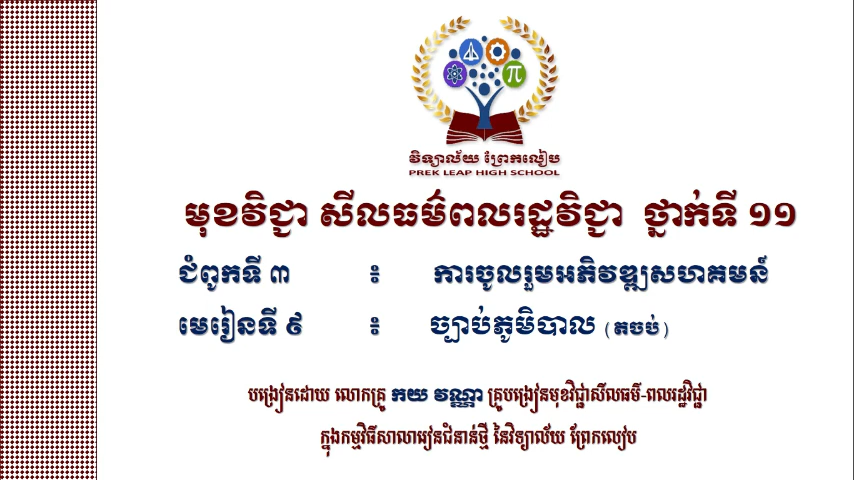 វិទ្យាល័យ ព្រែកលៀប
PREK LEAP HIGH SCHOOL
មុខវិជ្ជា សីលធម៌ពលរដ្ឋវិជ្ជា ថ្នាក់ទី ១១
ជំពូកទី ៣ ៖ ការចូលរួមអភិវឌ្ឍសហគមន៍
មេរៀនទី ៩ ៖ ច្បាប់ភូមិបាល (តចប់)
បង្រៀនដោយ លោកគ្រូ កយ វណ្ណា គ្រូបង្រៀនមុខវិជ្ជាសីលធម៌-ពលរដ្ឋវិជ្ជា
ក្នុងកម្មវិធីសាលារៀនជំនាន់ថ្មី នៃវិទ្យាល័យ ព្រែកលៀប